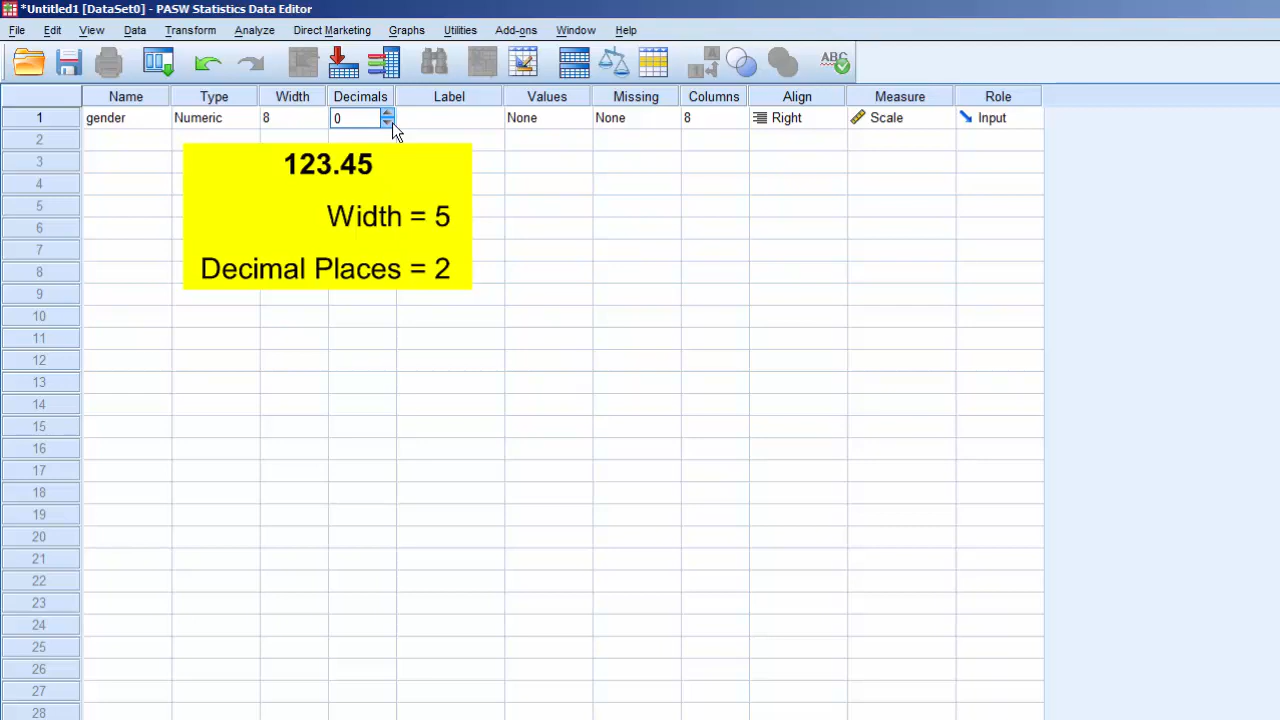 *Untitled1 [DataSet0] - PASW Statistics Data Editor
File Edit View Data Transform Analyze Direct Marketing Graphs Utilities Add-ons Window Help
A
1 A
ABC
Name Type Width Decimals Label Values Missing Columns Align Measure Role
1 gender Numeric 8 0 None None 8 Right Scale Input
2
3 123.45
4
5
6 Width = 5
7
8 Decimal Places = 2
9
10
11
12
13
14
15
16
17
18
19
20
21
22
23
24
25
26
27
28